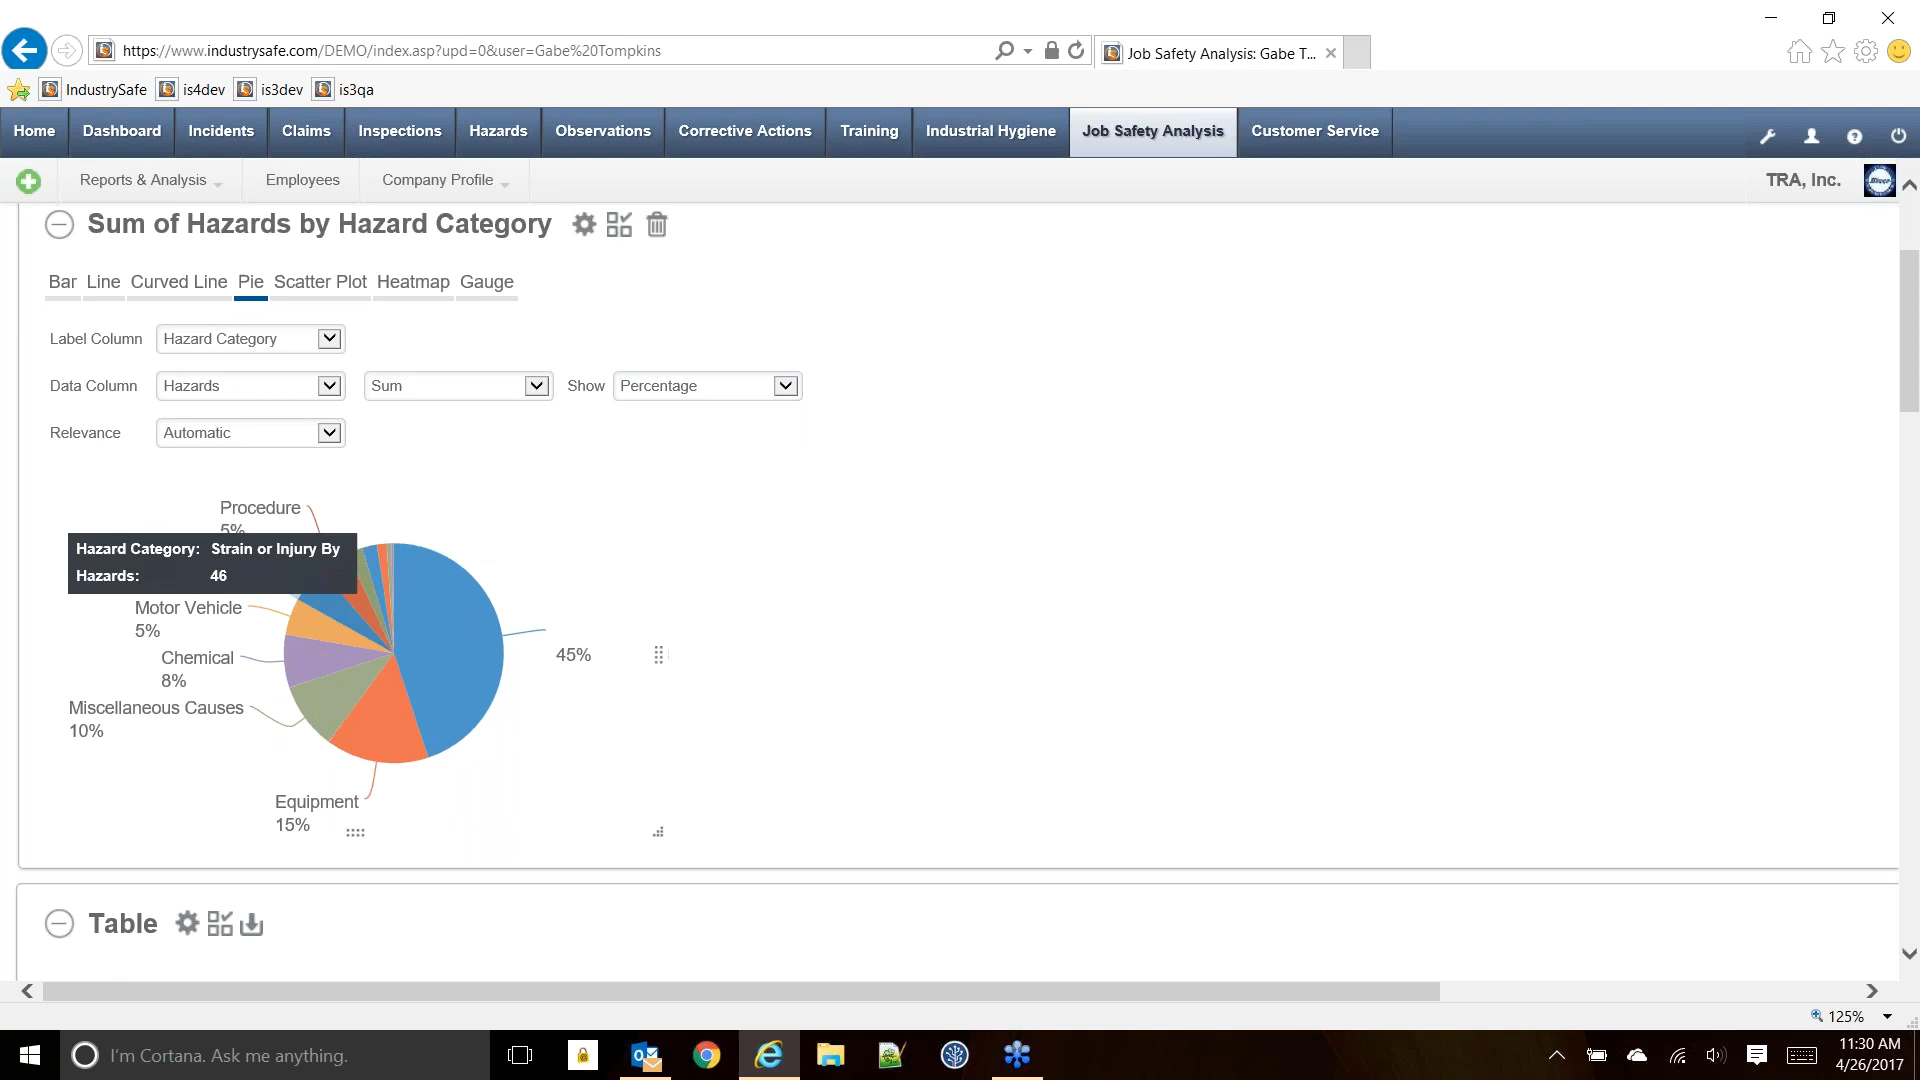 https://www.industrysafe.com/DEMO/index.asp?upd=0&user=Gabe%20Tompkins
Job Safety Analysis: Gabe T...
IndustrySafe is4dev is3dev is3qa
Home Dashboard Incidents Claims Inspections Hazards Observations Corrective Actions Training Industrial Hygiene Job Safety Analysis Customer Service
Reports & Analysis Employees Company Profile TRA, Inc.
Sum of Hazards by Hazard Category
Bar Line Curved Line Pie Scatter Plot Heatmap Gauge
Label Column Hazard Category
Data Column Hazards Sum Show Percentage
Relevance Automatic
Procedure
5%
Hazard Category: Strain or Injury By
Hazards: 46
Motor Vehicle
5%
45%
Chemical
8%
Miscellaneous Causes
10%
Equipment
15%
Table
125%
I'm Cortana. Ask me anything.
11:30 AM
4/26/2017